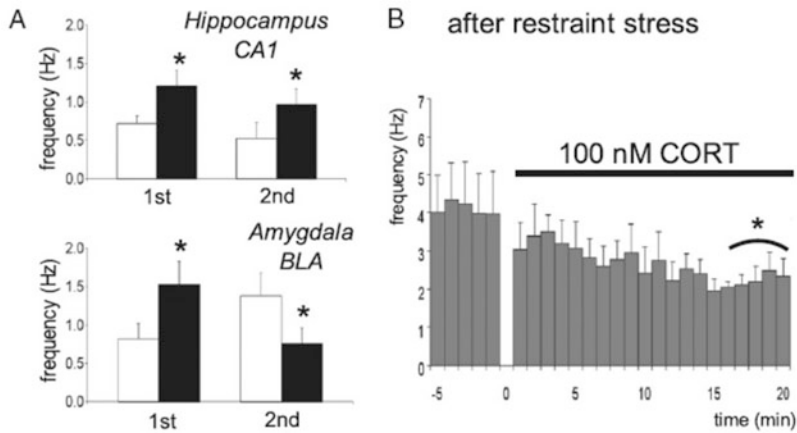 A
Hippocampus
CA1
frequency (Hz)
2.0
1.5
1.0
0.5
0.0
*
*
1st
2nd
Amygdala
BLA
frequency (Hz)
2.0
1.5
1.0
0.5
0.0
*
*
1st
2nd
B
after restraint stress
100 nM CORT
frequency (Hz)
7
6
5
4
3
2
1
0
*
-5 0 5 10 15 20
time (min)